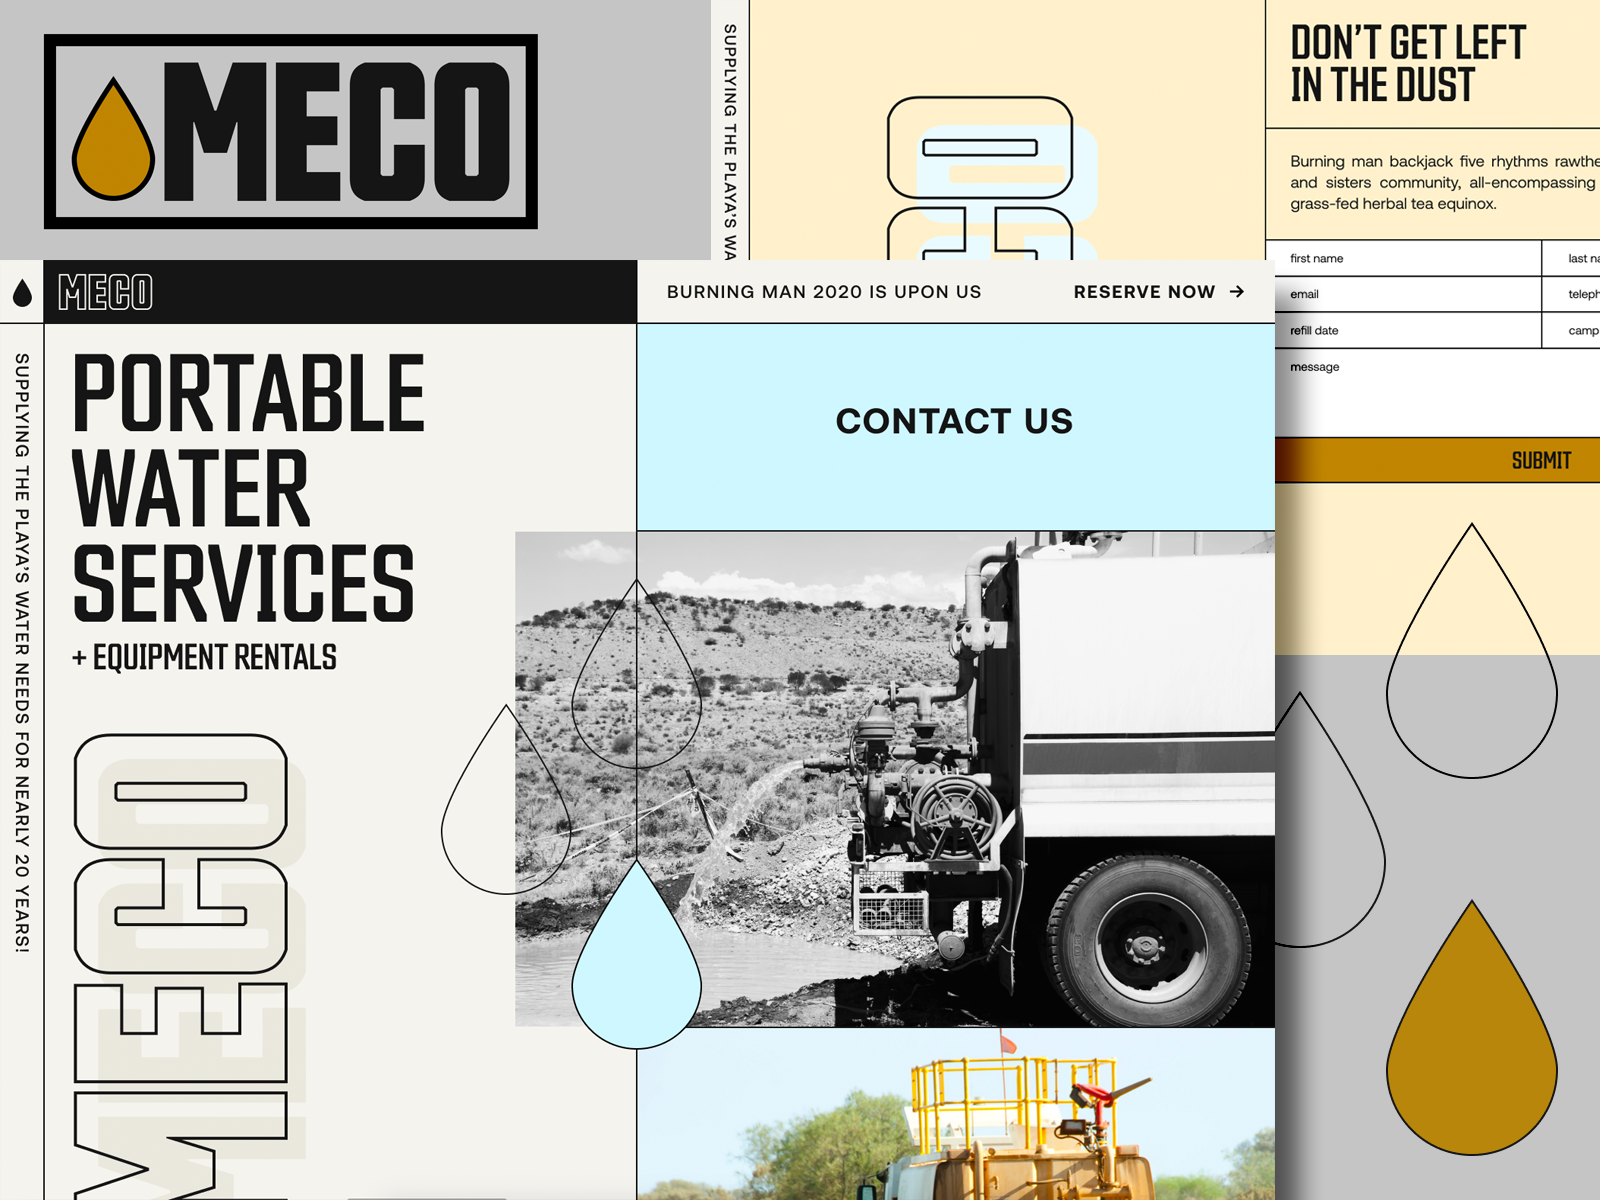 MECO
SUPPLYING THE PLAYA'S WA
DON'T GET LEFT
IN THE DUST
Burning man backjack five rhythms rawthe
and sisters community, all-encompassing
grass-fed herbal tea equinox.
first name
last na
email
teleph
refill date
camp
message
SUBMIT
MECO
BURNING MAN 2020 IS UPON US
RESERVE NOW →
SUPPLYING THE PLAYA'S WATER NEEDS FOR NEARLY 20 YEARS!
PORTABLE
WATER
SERVICES
+ EQUIPMENT RENTALS
CONTACT US
MECO